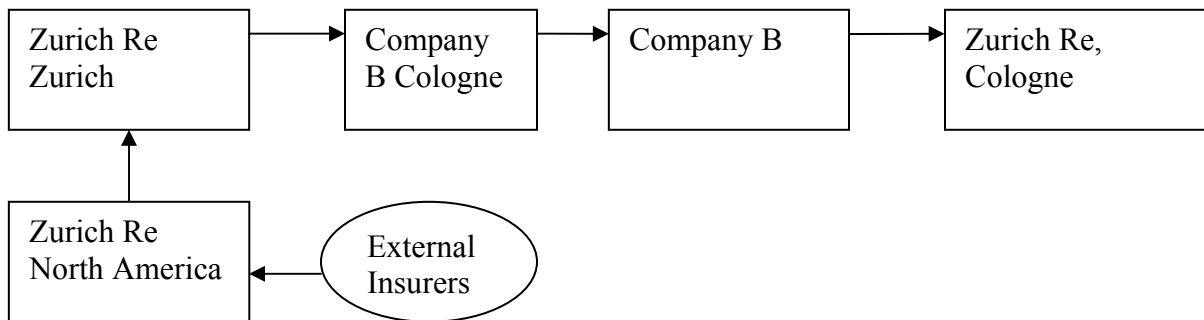 Zurich Re
Zurich
Company
B Cologne
Company B
Zurich Re,
Cologne
Zurich Re
North America
External
Insurers